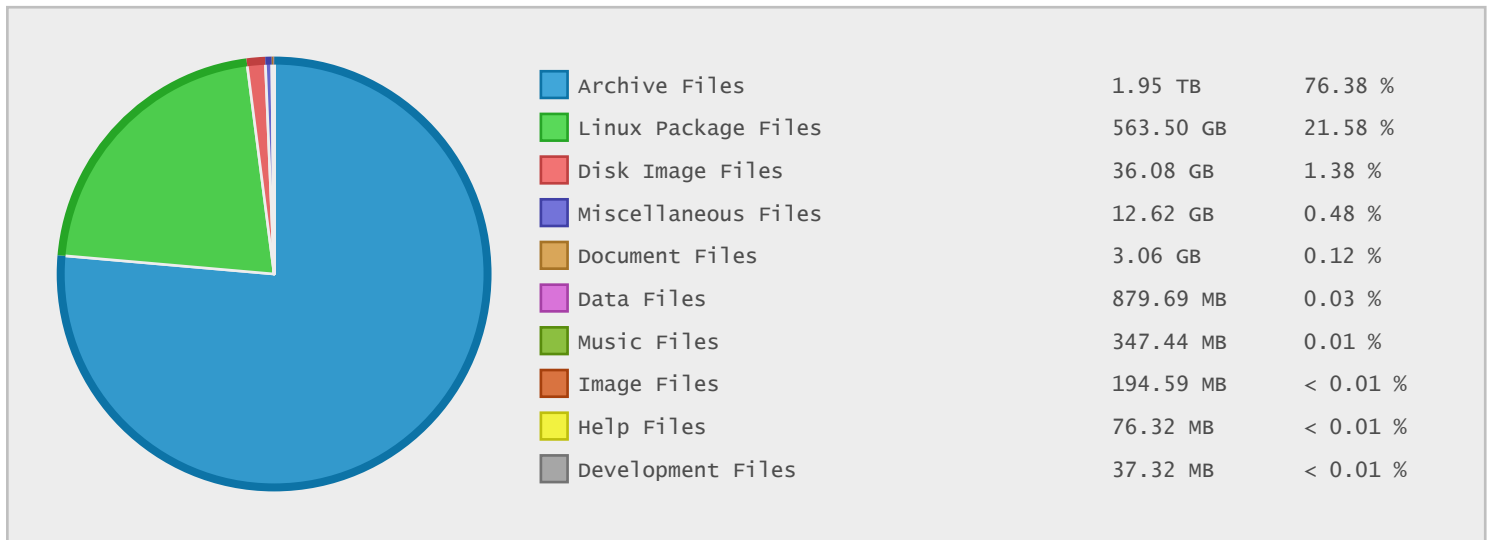 Archive Files 1.95 TB 76.38 %
Linux Package Files 563.50 GB 21.58 %
Disk Image Files 36.08 GB 1.38 %
Miscellaneous Files 12.62 GB 0.48 %
Document Files 3.06 GB 0.12 %
Data Files 879.69 MB 0.03 %
Music Files 347.44 MB 0.01 %
Image Files 194.59 MB < 0.01 %
Help Files 76.32 MB < 0.01 %
Development Files 37.32 MB < 0.01 %